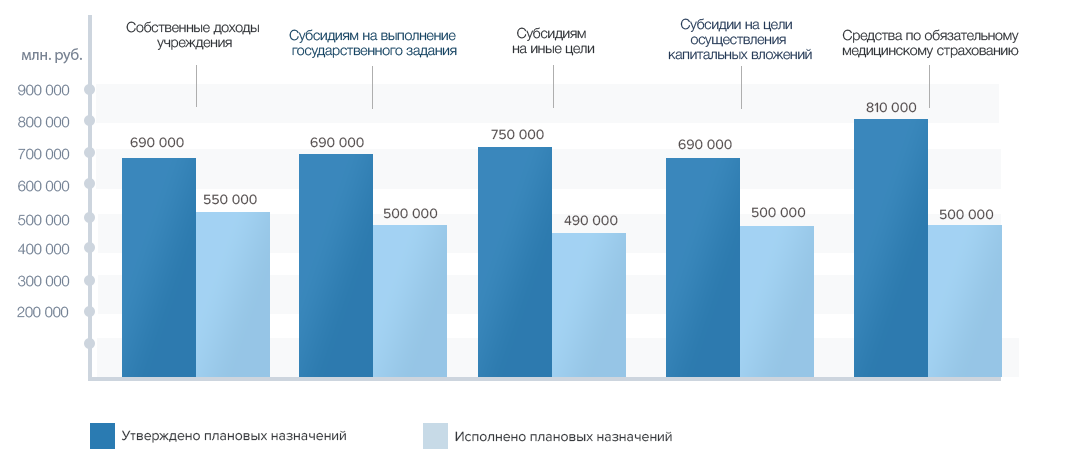 Собственные доходы
учреждения
Субсидиям на выполнение
государственного задания
Субсидиям
на иные цели
Субсидии на цели
осуществления
капитальных вложений
Средства по обязательному
медицинскому страхованию
млн. руб.
900 000
800 000
700 000
600 000
500 000
400 000
300 000
200 000
690 000
550 000
690 000
500 000
750 000
490 000
690 000
500 000
810 000
500 000
Утверждено плановых назначений
Исполнено плановых назначений